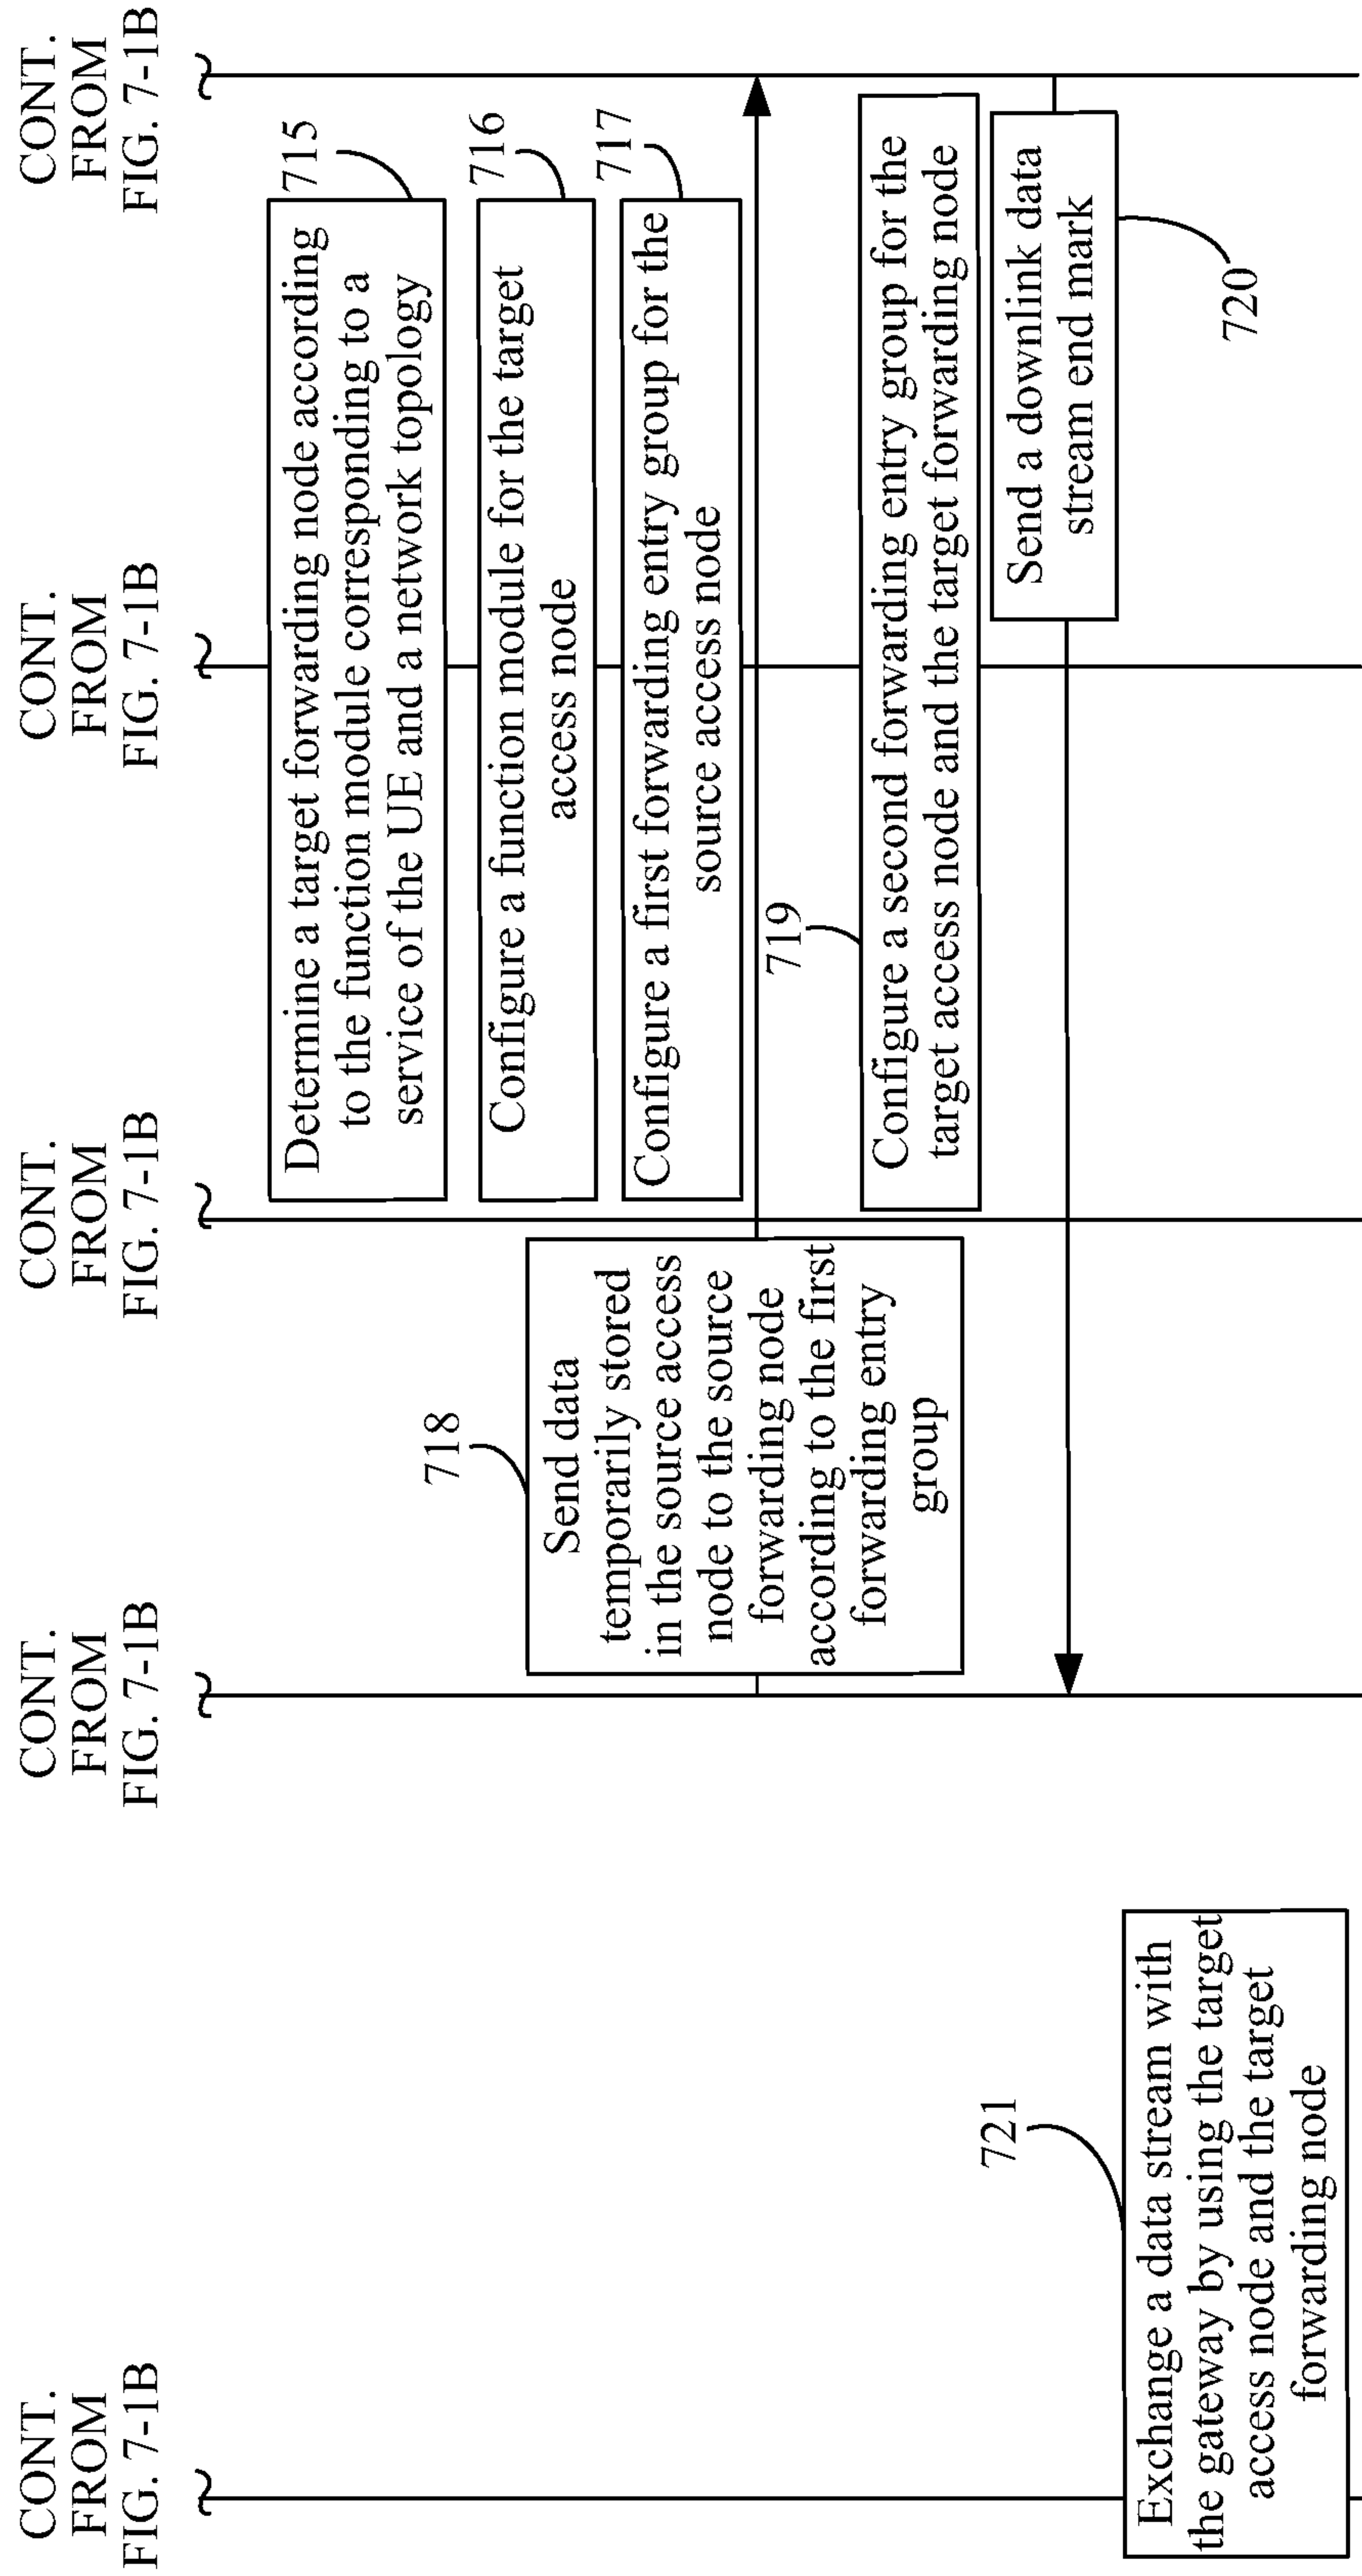 CONT.
FROM
FIG. 7-1B
CONT.
FROM
FIG. 7-1B
CONT.
FROM
FIG. 7-1B
CONT.
FROM
FIG. 7-1B
CONT.
FROM
FIG. 7-1B
715
Determine a target forwarding node according
to the function module corresponding to a
service of the UE and a network topology
716
Configure a function module for the target
access node
717
Configure a first forwarding entry group for the
source access node
718
Send data
temporarily stored
in the source access
node to the source
forwarding node
according to the first
forwarding entry
group
719
Configure a second forwarding entry group for the
target access node and the target forwarding node
Send a downlink data
stream end mark
720
721
Exchange a data stream with
the gateway by using the target
access node and the target
forwarding node